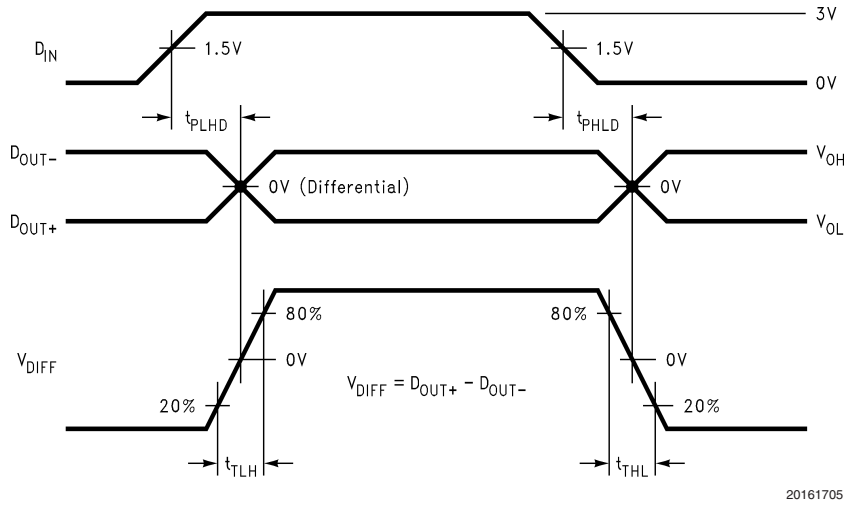 3V
D_IN
1.5V
1.5V
0V
t_PLHD
t_PHLD
D_OUT−
V_OH
0V (Differential)
0V
D_OUT+
V_OL
80%
80%
V_DIFF
0V
0V
V_DIFF = D_OUT+ − D_OUT−
20%
20%
t_TLH
t_THL
20161705